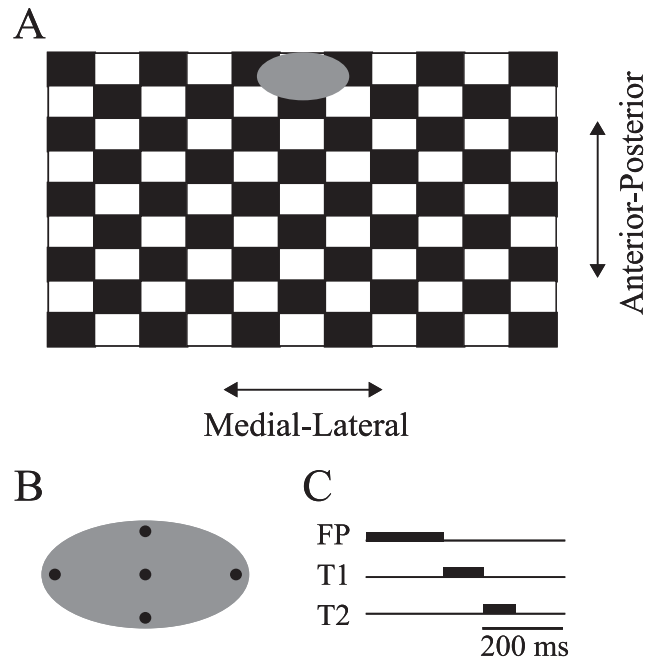 A
Anterior-Posterior
Medial-Lateral
B
C
FP
T1
T2
200 ms